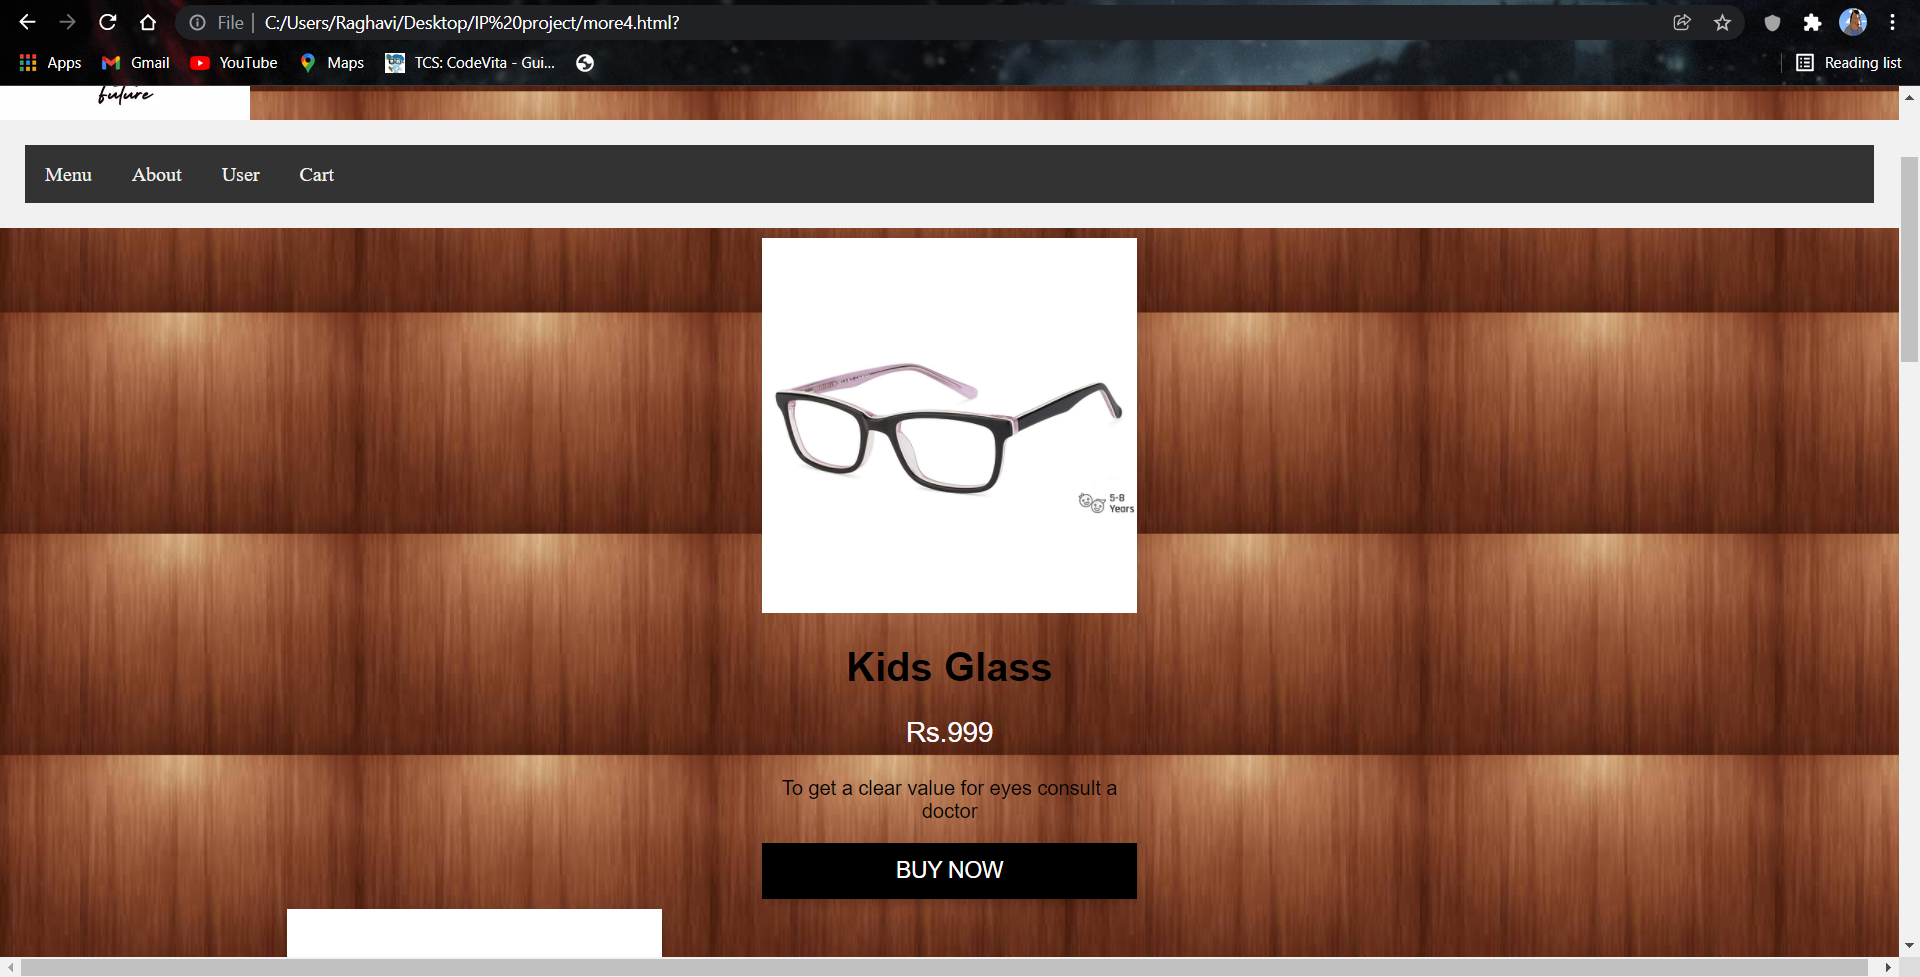 File | C:/Users/Raghavi/Desktop/IP%20project/more4.html?
Apps Gmail YouTube Maps TCS: CodeVita - Gui... Reading list
future
Menu About User Cart
5-8
Years
Kids Glass
Rs.999
To get a clear value for eyes consult a
doctor
BUY NOW